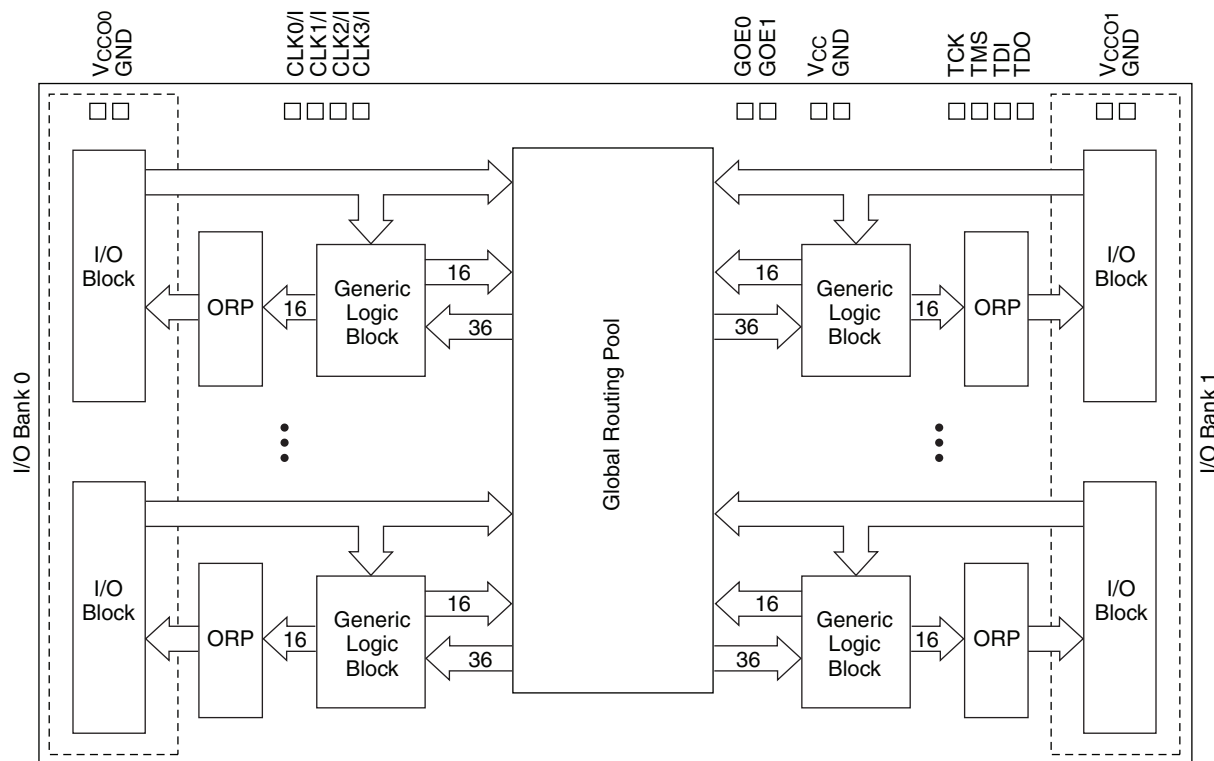 VCCO0
GND
CLK0/I
CLK1/I
CLK2/I
CLK3/I
GOE0
GOE1
VCC
GND
TCK
TMS
TDI
TDO
VCCO1
GND
I/O Bank 0
I/O
Block
ORP
16
Generic
Logic
Block
16
36
Global Routing Pool
16
36
Generic
Logic
Block
16
ORP
I/O
Block
I/O Bank 1
I/O
Block
ORP
16
Generic
Logic
Block
16
36
16
36
Generic
Logic
Block
16
ORP
I/O
Block